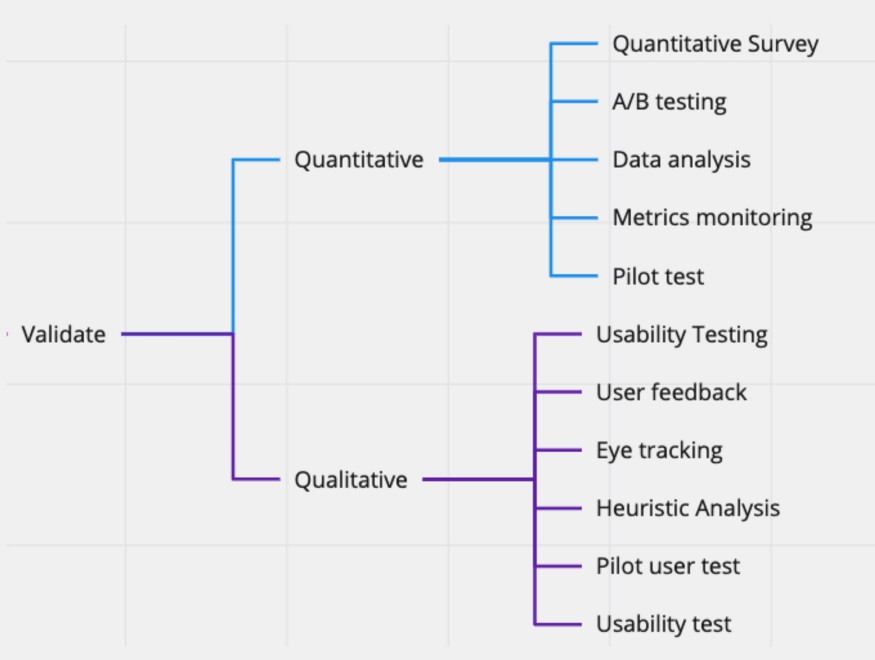 Quantitative Survey
A/B testing
Quantitative
Data analysis
Metrics monitoring
Pilot test
Validate
Usability Testing
User feedback
Eye tracking
Qualitative
Heuristic Analysis
Pilot user test
Usability test